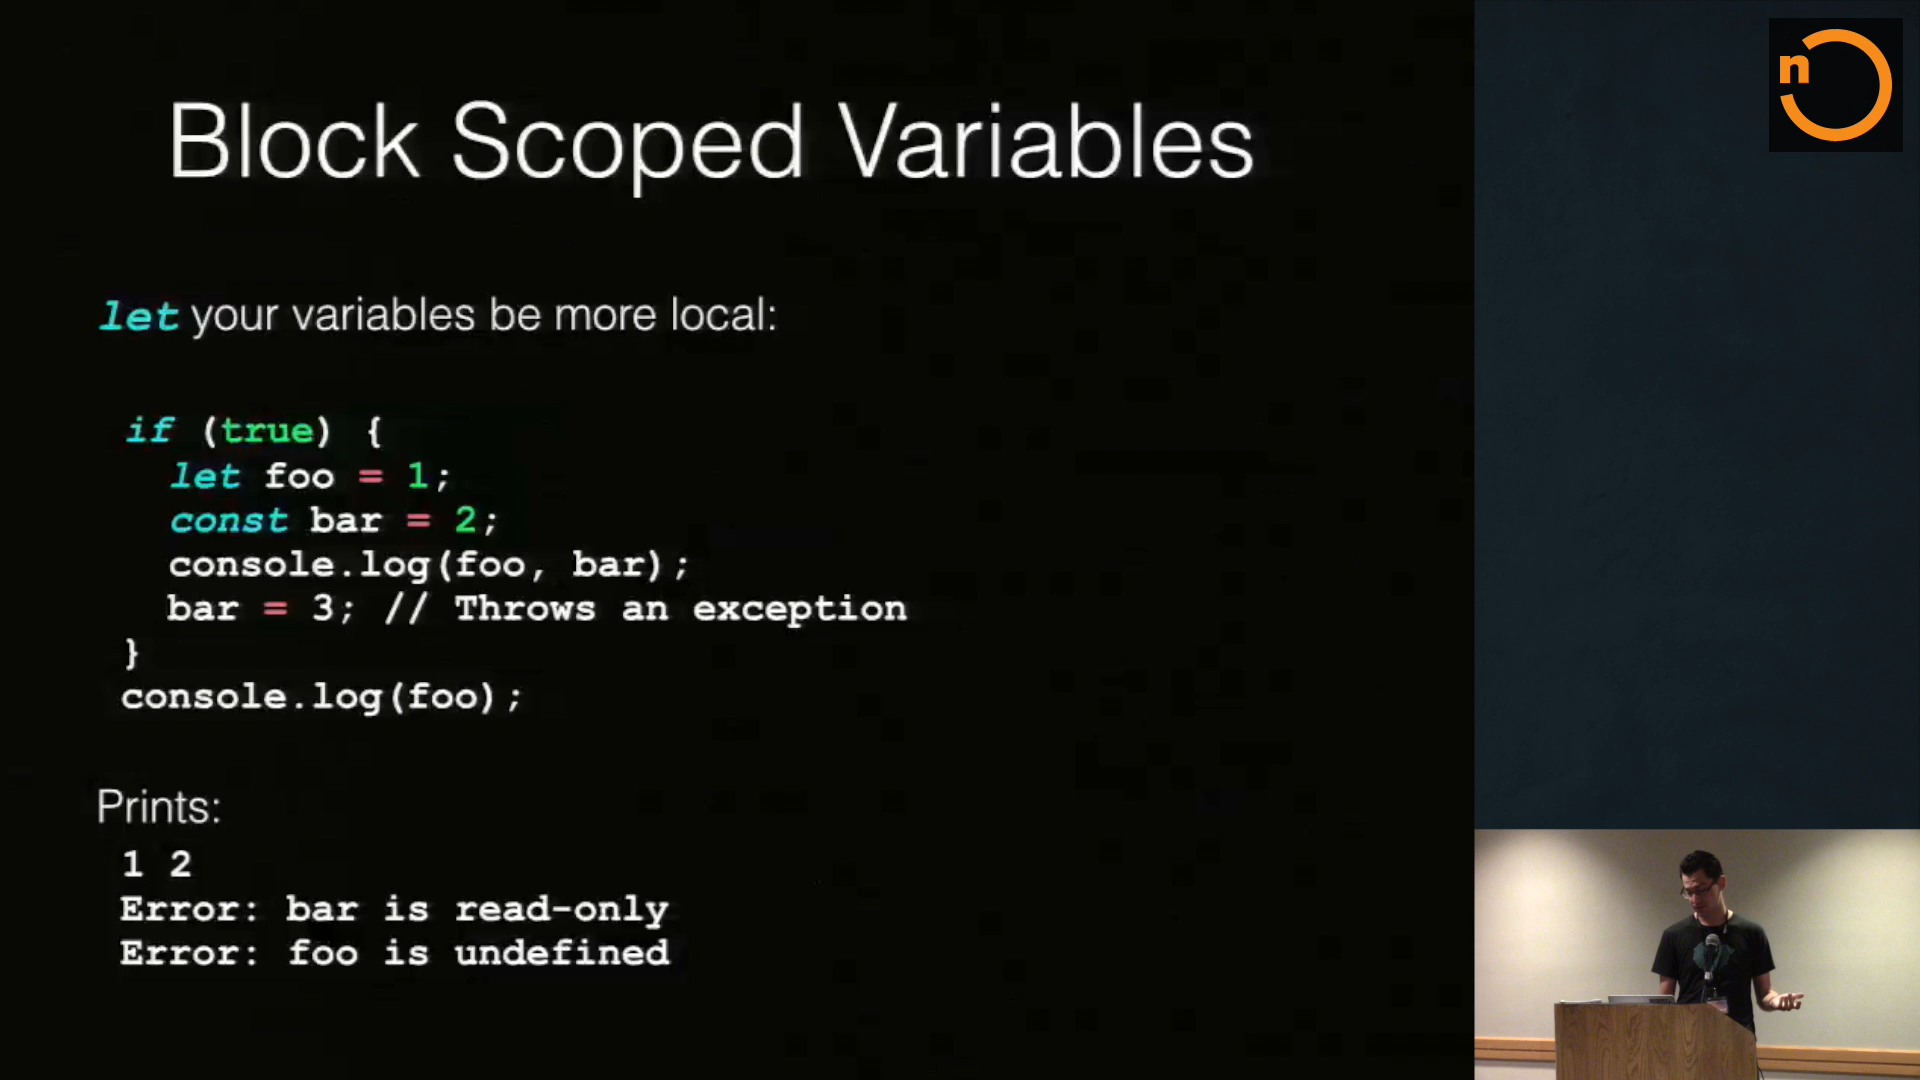 Block Scoped Variables
n
let your variables be more local:
if (true) {
let foo = 1;
const bar = 2;
console.log(foo, bar);
bar = 3; // Throws an exception
}
console.log(foo);
Prints:
1 2
Error: bar is read-only
Error: foo is undefined